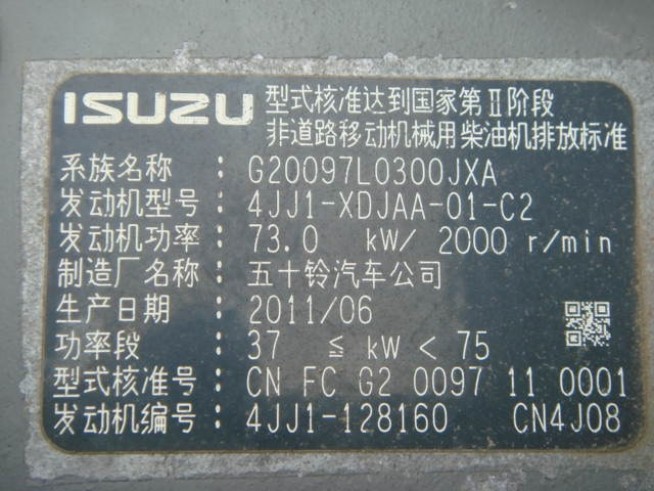 ISUZU 型式核准达到国家第Ⅱ阶段
非道路移动机械用柴油机排放标准
系族名称 : G20097L0300JXA
发动机型号 : 4JJ1-XDJAA-01-C2
发动机功率 : 73.0 kW/ 2000 r/min
制造厂名称 : 五十铃汽车公司
生产日期 : 2011/06
功率段 : 37 ≦ kW < 75
型式核准号 : CN FC G2 0097 11 0001
发动机编号 : 4JJ1-128160 CN4J08